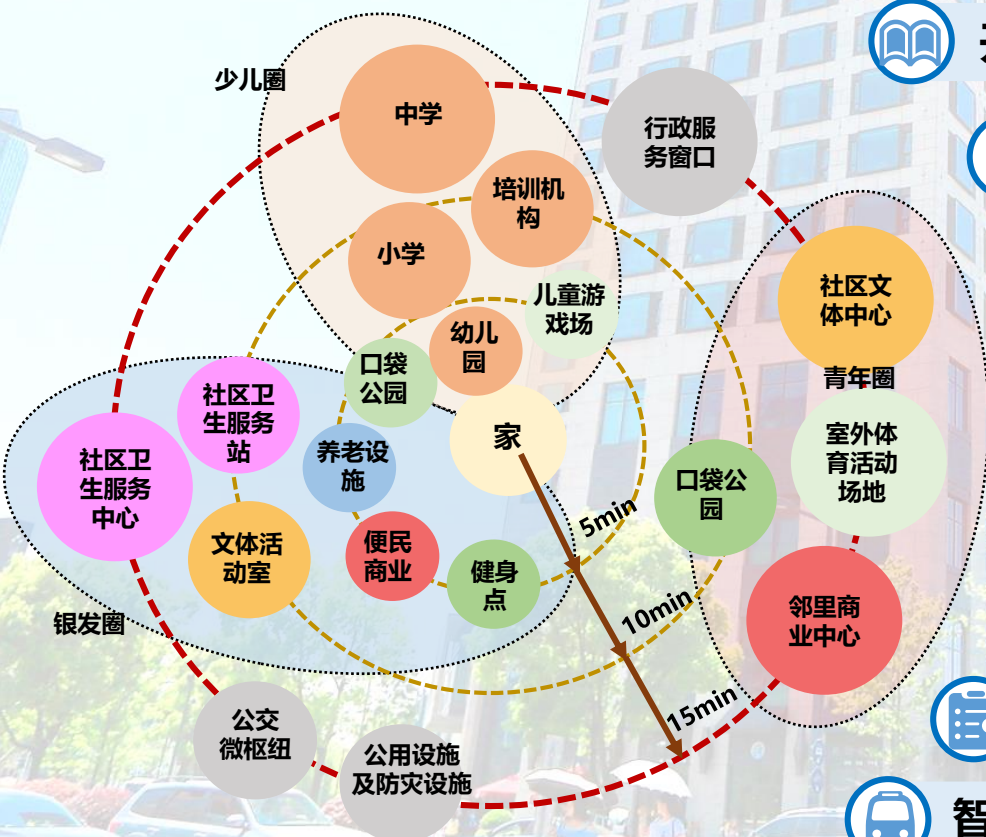 少儿圈
中学
行政服
务窗口
培训机
构
小学
儿童游
戏场
社区文
体中心
幼儿
园
口袋
公园
青年圈
社区卫
生服务
站
家
室外体
育活动
场地
养老设
施
社区卫
生服务
中心
口袋公
园
5min
文体活
动室
便民
商业
健身
点
10min
邻里商
业中心
银发圈
15min
公交
微枢纽
公用设施
及防灾设施
智